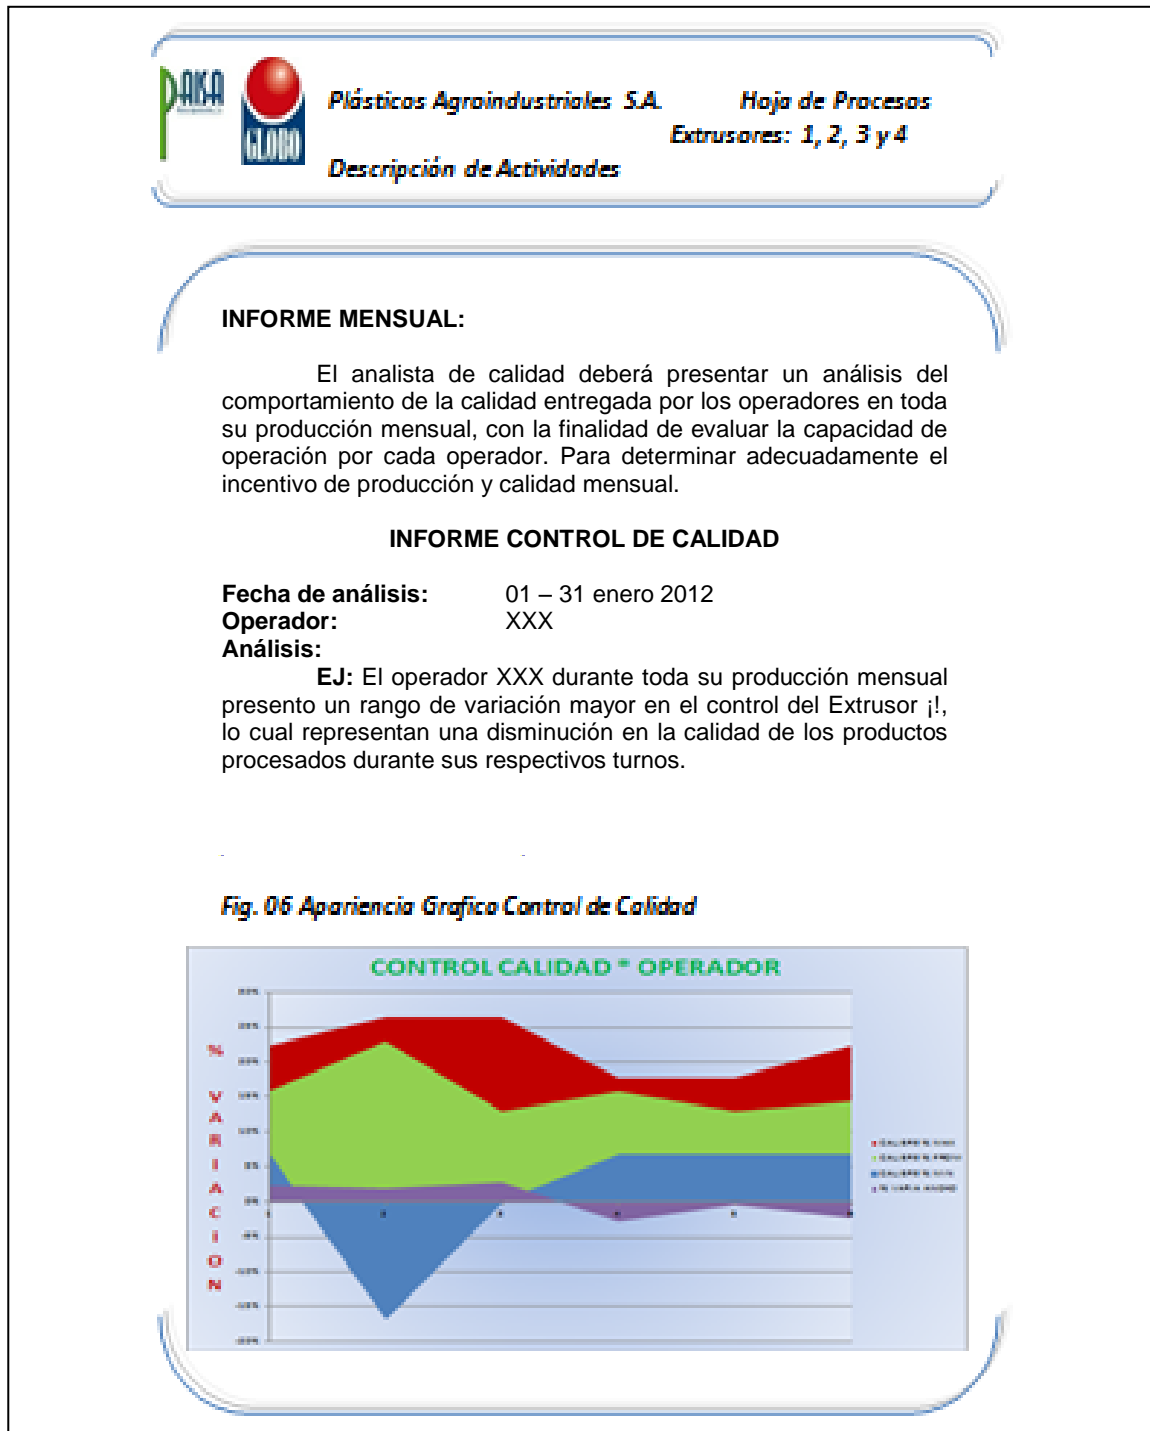 PAISA
GLOBO
Plásticos Agroindustriales S.A. Hoja de Procesos
Extrusores: 1, 2, 3 y 4
Descripción de Actividades
INFORME MENSUAL:
El analista de calidad deberá presentar un análisis del
comportamiento de la calidad entregada por los operadores en toda
su producción mensual, con la finalidad de evaluar la capacidad de
operación por cada operador. Para determinar adecuadamente el
incentivo de producción y calidad mensual.
INFORME CONTROL DE CALIDAD
Fecha de análisis: 01 – 31 enero 2012
Operador: XXX
Análisis:
EJ: El operador XXX durante toda su producción mensual
presento un rango de variación mayor en el control del Extrusor ¡!,
lo cual representan una disminución en la calidad de los productos
procesados durante sus respectivos turnos.
Fig. 06 Apariencia Grafica Control de Calidad
CONTROL CALIDAD * OPERADOR
% VARIACION